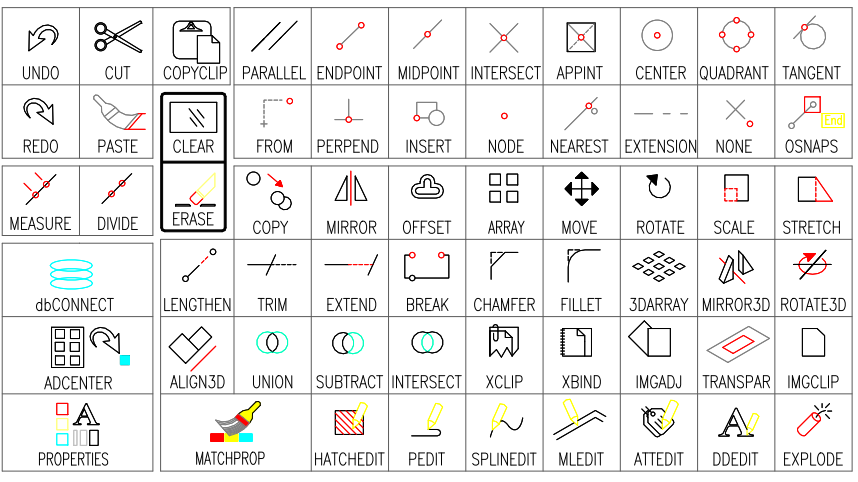 UNDO CUT COPYCLIP PARALLEL ENDPOINT MIDPOINT INTERSECT APPINT CENTER QUADRANT TANGENT
REDO PASTE CLEAR FROM PERPEND INSERT NODE NEAREST EXTENSION NONE End OSNAPS
MEASURE DIVIDE ERASE COPY MIRROR OFFSET ARRAY MOVE ROTATE SCALE STRETCH
dbCONNECT LENGTHEN TRIM EXTEND BREAK CHAMFER FILLET 3DARRAY MIRROR3D ROTATE3D
ADCENTER ALIGN3D UNION SUBTRACT INTERSECT XCLIP XBIND IMGADJ TRANSPAR IMGCLIP
A A
PROPERTIES MATCHPROP HATCHEDIT PEDIT SPLINEDIT MLEDIT ATTEDIT DDEDIT EXPLODE